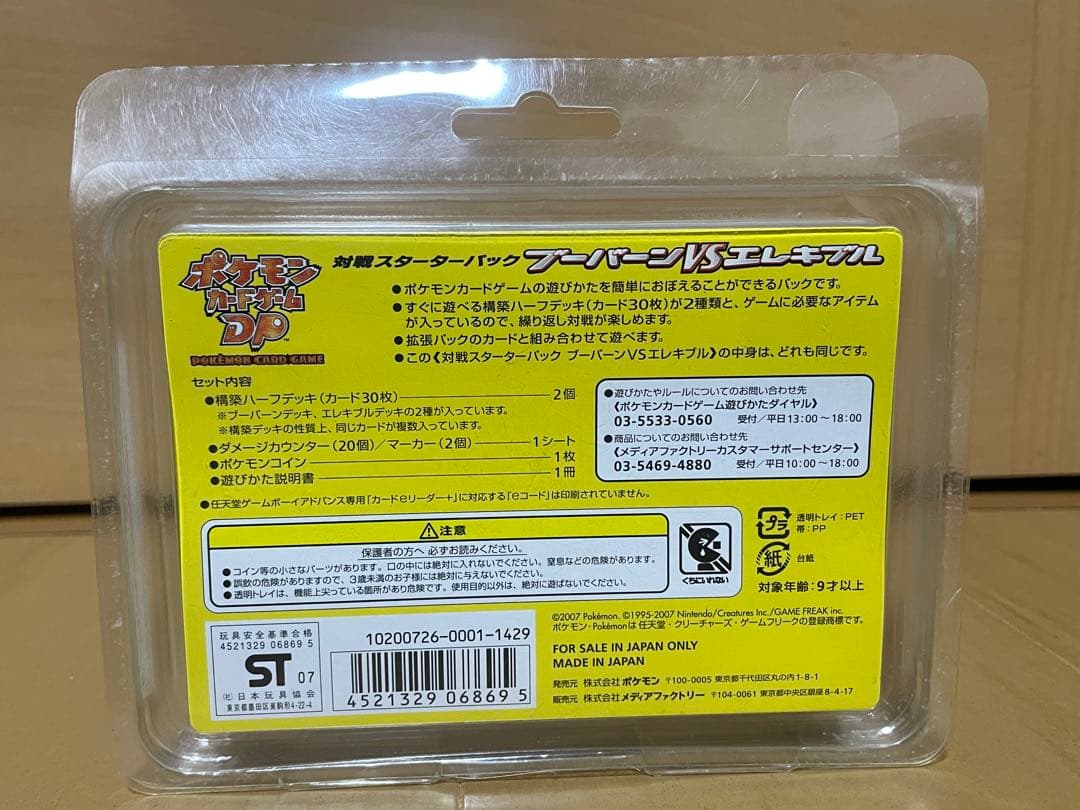 ポケモン
カードゲーム
DP
POKÉMON CARD GAME
対戦スターターパック ブーバーンVSエレキブル
●ポケモンカードゲームの遊びかたを簡単におぼえることができるパックです。
●すぐに遊べる構築ハーフデッキ(カード30枚)が2種類と、ゲームに必要なアイテム
が入っているので、繰り返し対戦が楽しめます。
●拡張パックのカードと組み合わせて遊べます。
●この《対戦スターターパック ブーバーンVSエレキブル》の中身は、どれも同じです。
セット内容
●構築ハーフデッキ(カード30枚) 2個
※ブーバーンデッキ、エレキブルデッキの2種が入っています。
※構築デッキの性質上、同じカードが複数入っています。
●ダメージカウンター(20個)/マーカー(2個) 1シート
●ポケモンコイン 1枚
●遊びかた説明書 1冊
●遊びかたやルールについてのお問い合わせ先
《ポケモンカードゲーム遊びかたダイヤル》
03-5533-0560 受付/平日13:00~18:00
●商品についてのお問い合わせ先
《メディアファクトリーカスタマーサポートセンター》
03-5469-4880 受付/平日10:00~18:00
●任天堂ゲームボーイアドバンス専用「カードeリーダー+」に対応する「eコード」は印刷されていません。
⚠注意
保護者の方へ 必ずお読みください。
●コイン等の小さなパーツがあります。口の中には絶対に入れないでください。窒息などの危険があります。
●誤飲の危険がありますので、3歳未満のお子様には絶対に与えないでください。
●透明トレイは、機能上尖っている箇所があり危険です。使用目的以外は、絶対に遊ばないでください。
くちにいれない
プラ
透明トレイ:PET
帯:PP
紙
台紙
対象年齢:9才以上
玩具安全基準合格
4521329 06869 5
ST 07
(社)日本玩具協会
東京都墨田区東駒形4-22-4
10200726-0001-1429
4 521329 068695
©2007 Pokémon. ©1995-2007 Nintendo/Creatures Inc./GAME FREAK inc.
ポケモン・Pokémonは 任天堂・クリーチャーズ・ゲームフリークの登録商標です。
FOR SALE IN JAPAN ONLY
MADE IN JAPAN
発売元 株式会社ポケモン 〒100-0005 東京都千代田区丸の内1-8-1
販売元 株式会社メディアファクトリー 〒104-0061 東京都中央区銀座8-4-17